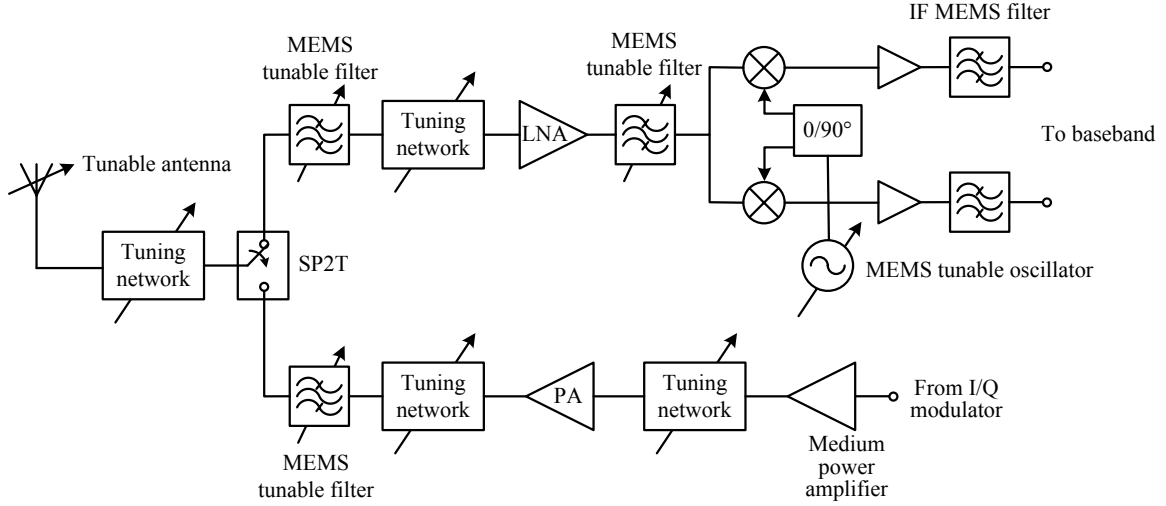 IF MEMS filter
MEMS
tunable filter
MEMS
tunable filter
Tuning
network
LNA
0/90°
To baseband
Tunable antenna
Tuning
network
SP2T
MEMS tunable oscillator
Tuning
network
PA
Tuning
network
From I/Q
modulator
MEMS
tunable filter
Medium
power
amplifier